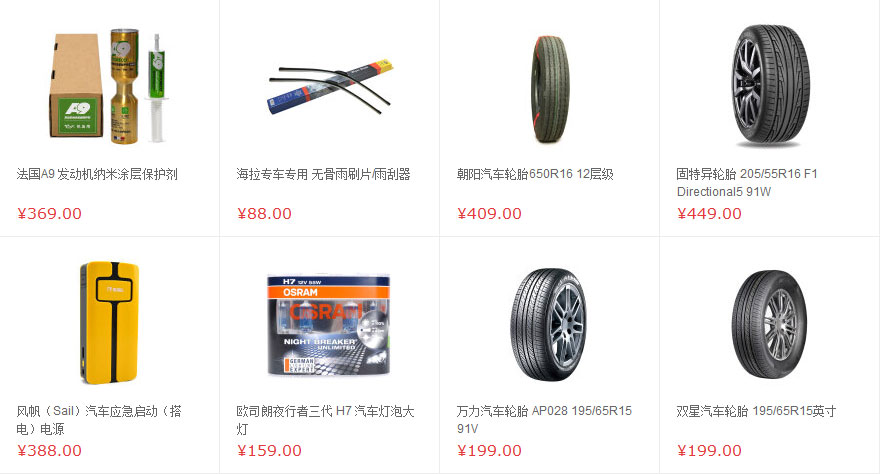 A9
H7 12V 55W
OSRAM
OSRAM
NIGHT BREAKER
UNLIMITED
GERMAN
EXPERT
法国A9 发动机纳米涂层保护剂
¥369.00
海拉专车专用 无骨雨刷片/雨刮器
¥88.00
朝阳汽车轮胎650R16 12层级
¥409.00
固特异轮胎 205/55R16 F1
Directional5 91W
¥449.00
风帆（Sail）汽车应急启动（搭
电）电源
¥388.00
欧司朗夜行者三代 H7 汽车灯泡大
灯
¥159.00
万力汽车轮胎 AP028 195/65R15
91V
¥199.00
双星汽车轮胎 195/65R15英寸
¥199.00